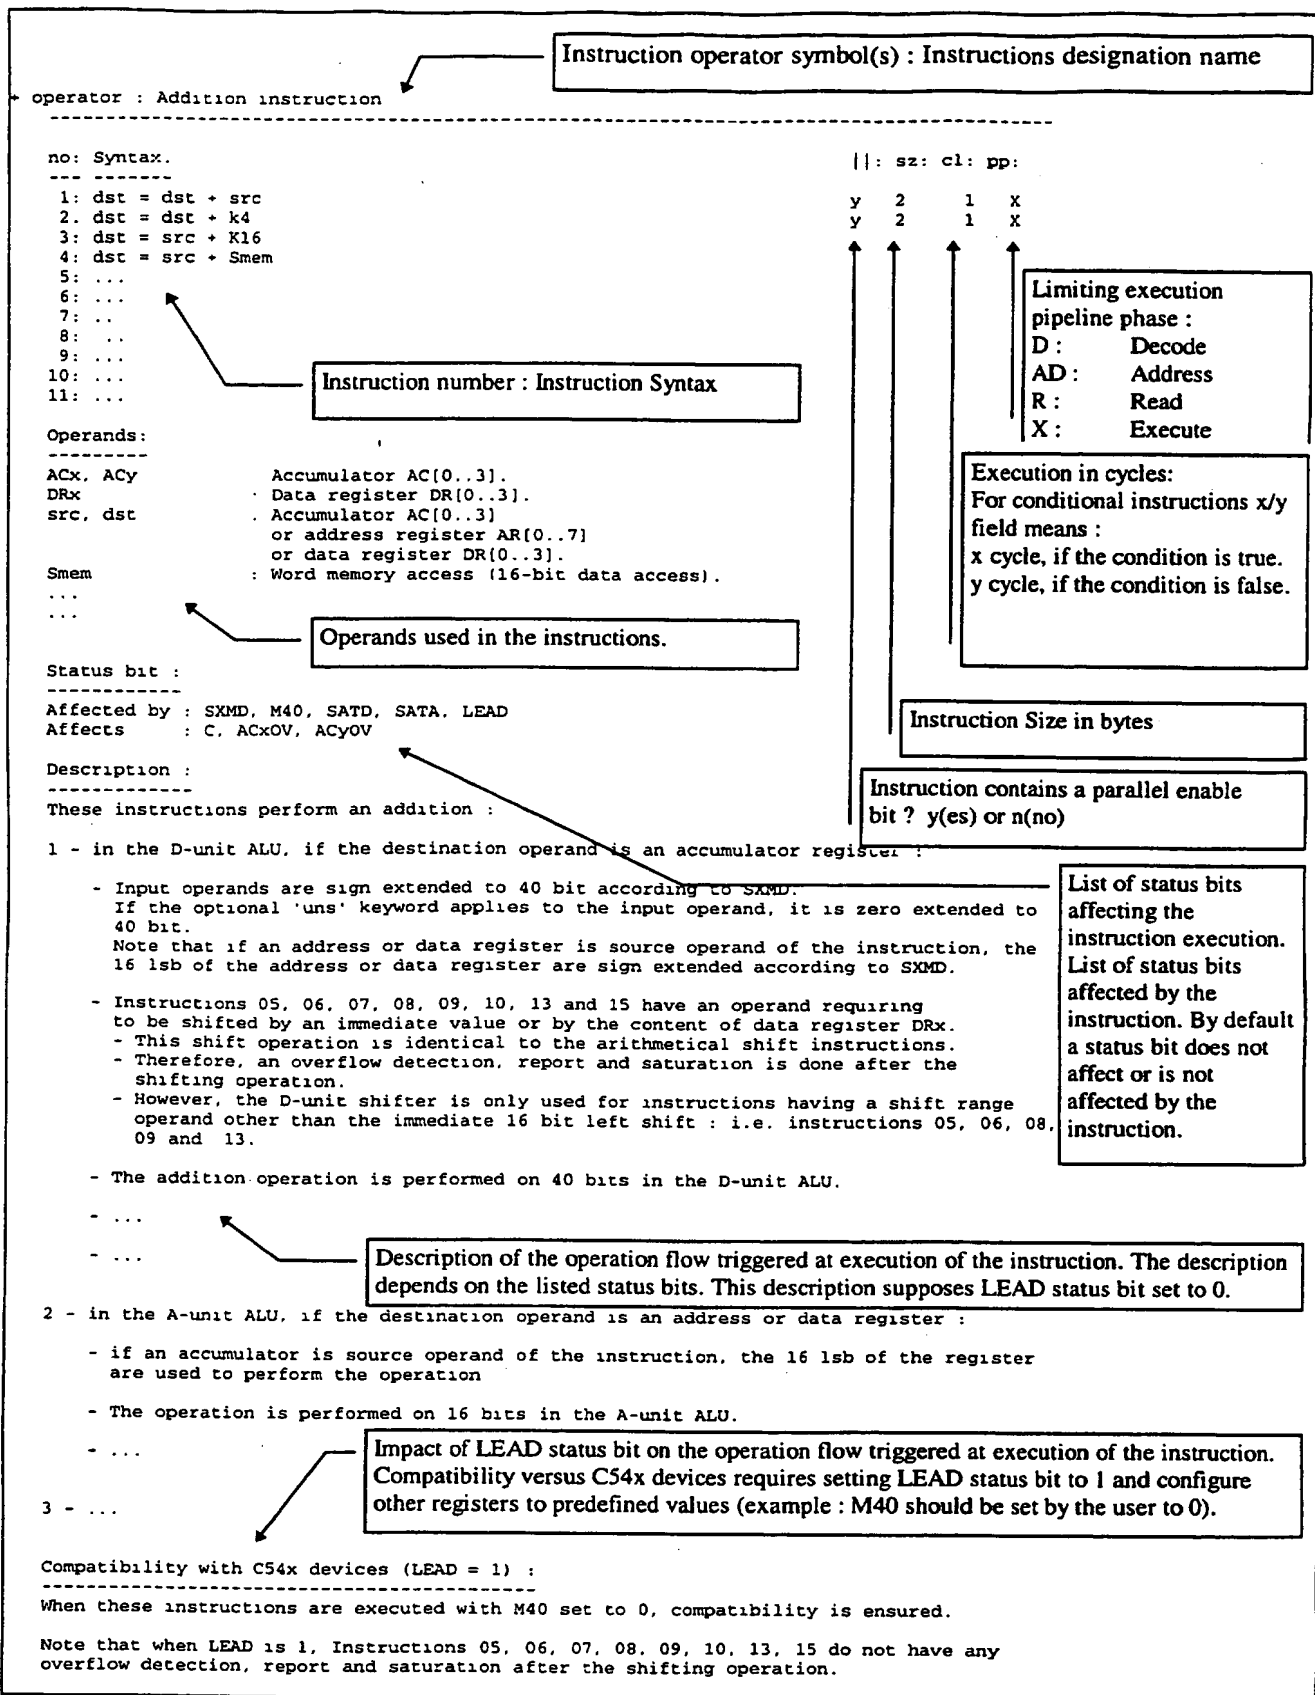 Instruction operator symbol(s) : Instructions designation name
+ operator : Addition instruction
no: Syntax. ||: sz: cl: pp:
1: dst = dst + src y 2 1 X
2. dst = dst + k4 y 2 1 X
3: dst = src + K16
4: dst = src + Smem
5: ...
6: ...
7: ..
8: ..
9: ...
10: ...
11: ...
Limiting execution
pipeline phase :
D : Decode
AD : Address
R : Read
X : Execute
Instruction number : Instruction Syntax
Operands:
ACx, ACy Accumulator AC[0..3].
DRx Data register DR[0..3].
src, dst . Accumulator AC[0..3]
or address register AR[0..7]
or data register DR[0..3].
Smem : Word memory access (16-bit data access).
...
...
Execution in cycles:
For conditional instructions x/y
field means :
x cycle, if the condition is true.
y cycle, if the condition is false.
Operands used in the instructions.
Status bit :
Affected by : SXMD, M40, SATD, SATA, LEAD
Affects : C, ACxOV, ACyOV
Instruction Size in bytes
Description :
These instructions perform an addition :
Instruction contains a parallel enable
bit ? y(es) or n(no)
1 - in the D-unit ALU, if the destination operand is an accumulator register :
- Input operands are sign extended to 40 bit according to SXMD.
If the optional 'uns' keyword applies to the input operand, it is zero extended to
40 bit.
Note that if an address or data register is source operand of the instruction, the
16 lsb of the address or data register are sign extended according to SXMD.
- Instructions 05, 06, 07, 08, 09, 10, 13 and 15 have an operand requiring
to be shifted by an immediate value or by the content of data register DRx.
- This shift operation is identical to the arithmetical shift instructions.
- Therefore, an overflow detection, report and saturation is done after the
shifting operation.
- However, the D-unit shifter is only used for instructions having a shift range
operand other than the immediate 16 bit left shift : i.e. instructions 05, 06, 08,
09 and 13.
List of status bits
affecting the
instruction execution.
List of status bits
affected by the
instruction. By default
a status bit does not
affect or is not
affected by the
instruction.
- The addition operation is performed on 40 bits in the D-unit ALU.
- ...
- ...
Description of the operation flow triggered at execution of the instruction. The description
depends on the listed status bits. This description supposes LEAD status bit set to 0.
2 - in the A-unit ALU, if the destination operand is an address or data register :
- if an accumulator is source operand of the instruction, the 16 lsb of the register
are used to perform the operation
- The operation is performed on 16 bits in the A-unit ALU.
- ...
Impact of LEAD status bit on the operation flow triggered at execution of the instruction.
Compatibility versus C54x devices requires setting LEAD status bit to 1 and configure
other registers to predefined values (example : M40 should be set by the user to 0).
3 - ...
Compatibility with C54x devices (LEAD = 1) :
When these instructions are executed with M40 set to 0, compatibility is ensured.
Note that when LEAD is 1, Instructions 05, 06, 07, 08, 09, 10, 13, 15 do not have any
overflow detection, report and saturation after the shifting operation.